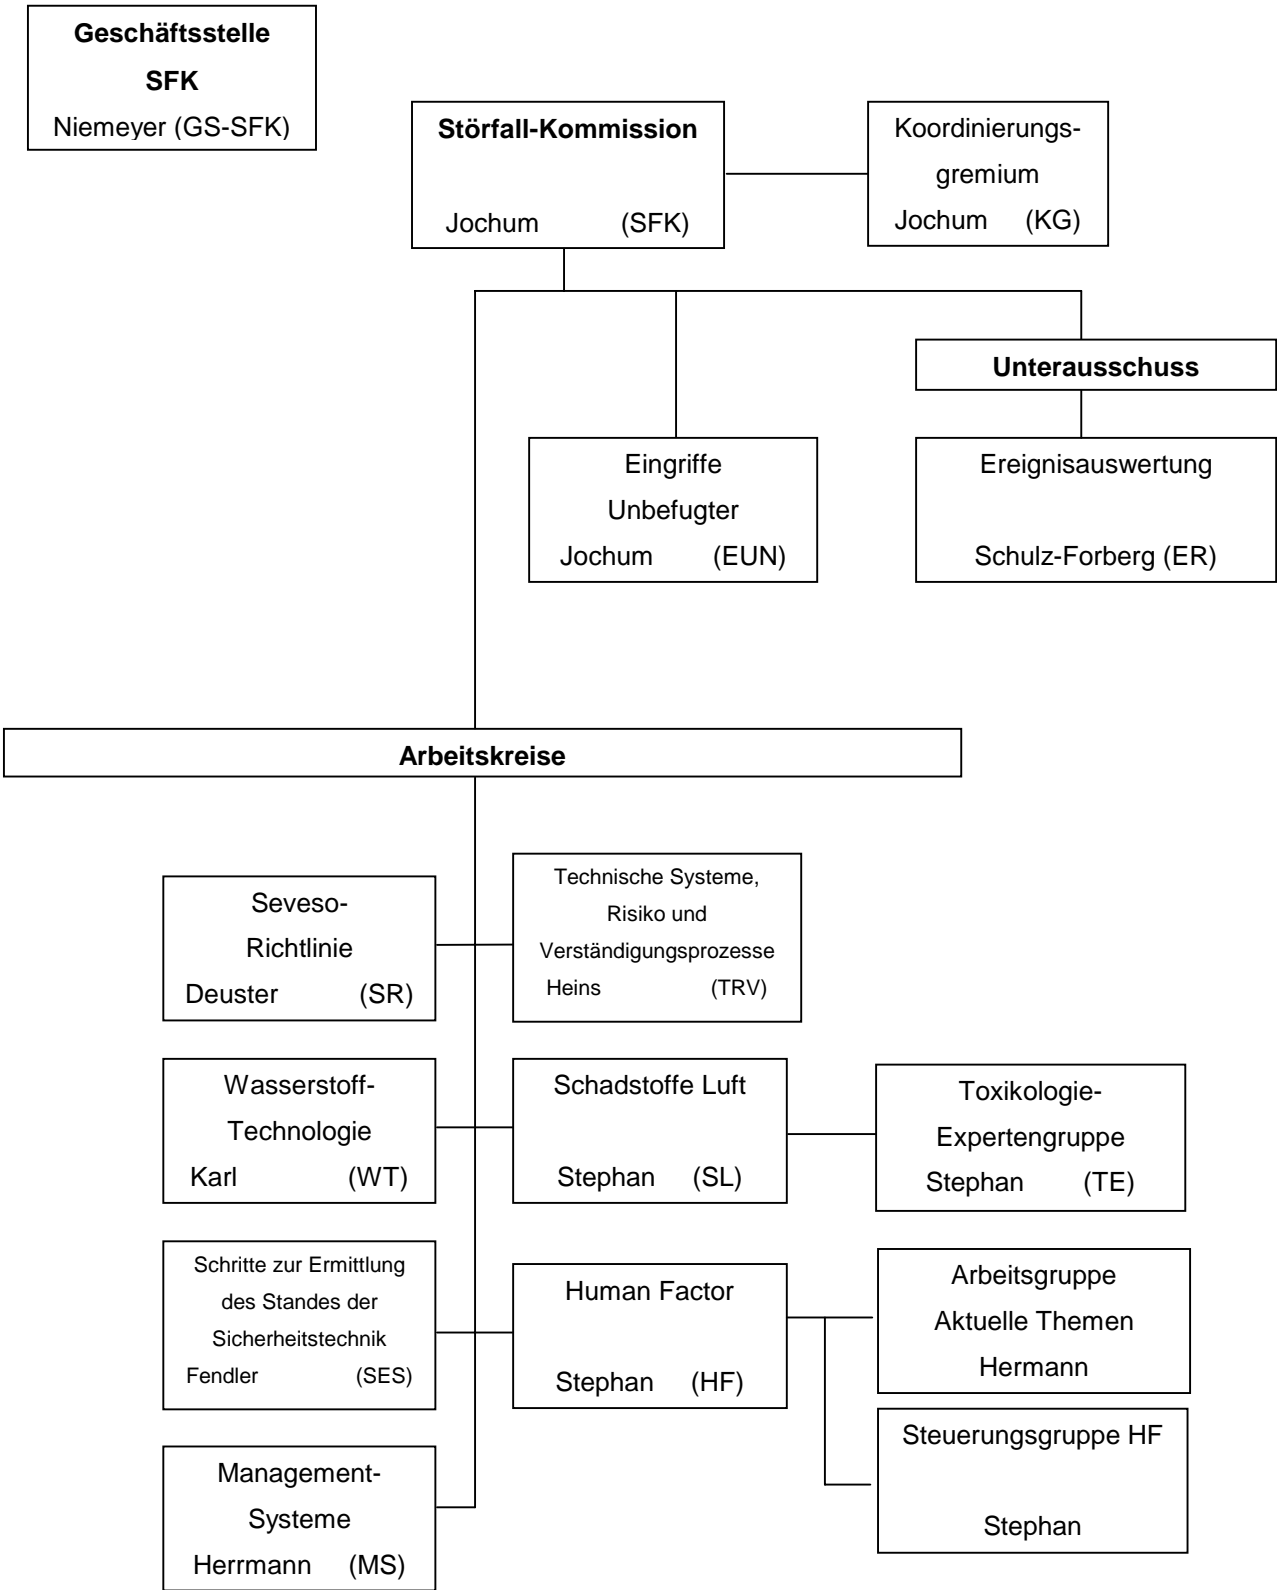 Geschäftsstelle
SFK
Niemeyer (GS-SFK)
Störfall-Kommission
Jochum (SFK)
Koordinierungs-
gremium
Jochum (KG)
Unterausschuss
Eingriffe
Unbefugter
Jochum (EUN)
Ereignisauswertung
Schulz-Forberg (ER)
Arbeitskreise
Seveso-
Richtlinie
Deuster (SR)
Technische Systeme,
Risiko und
Verständigungsprozesse
Heins (TRV)
Wasserstoff-
Technologie
Karl (WT)
Schadstoffe Luft
Stephan (SL)
Toxikologie-
Expertengruppe
Stephan (TE)
Schritte zur Ermittlung
des Standes der
Sicherheitstechnik
Fendler (SES)
Human Factor
Stephan (HF)
Arbeitsgruppe
Aktuelle Themen
Hermann
Steuerungsgruppe HF
Stephan
Management-
Systeme
Herrmann (MS)